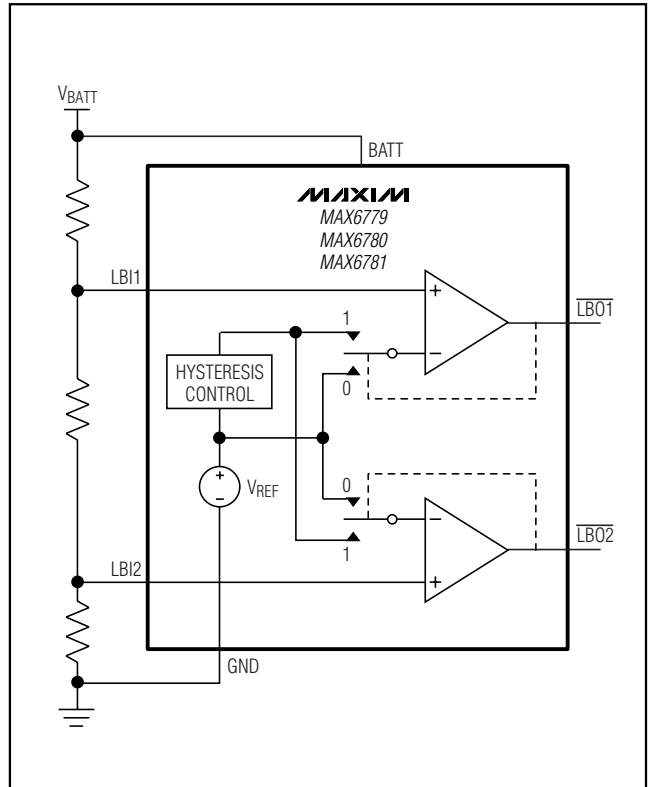 VBATT
BATT
MAXIM
MAX6779
MAX6780
MAX6781
LBI1
+
LBO1
1
−
HYSTERESIS
CONTROL
0
+
−
VREF
0
−
LBO2
1
LBI2
+
GND